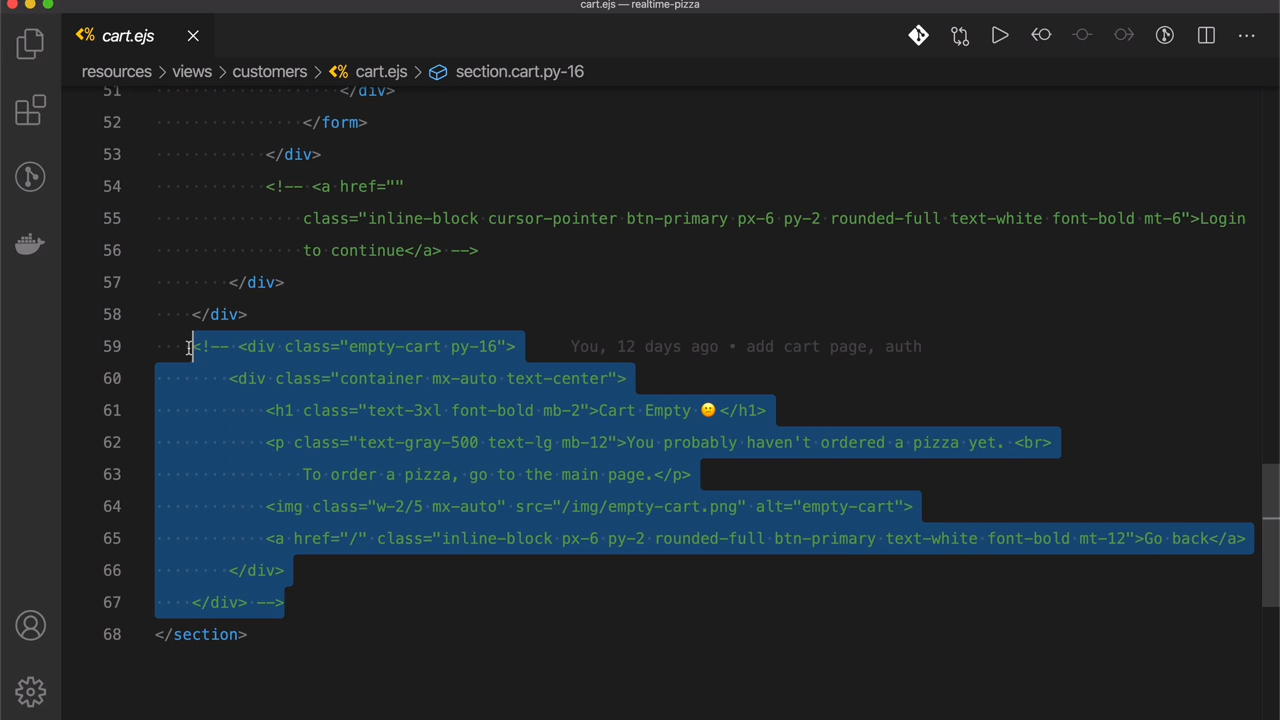 cart.ejs — realtime-pizza
cart.ejs
resources > views > customers > cart.ejs > section.cart.py-16
51 </div>
52 </form>
53 </div>
54 <!-- <a href=""
55 class="inline-block cursor-pointer btn-primary px-6 py-2 rounded-full text-white font-bold mt-6">Login
56 to continue</a> -->
57 </div>
58 </div>
59 <!-- <div class="empty-cart py-16"> You, 12 days ago • add cart page, auth
60 <div class="container mx-auto text-center">
61 <h1 class="text-3xl font-bold mb-2">Cart Empty 😕</h1>
62 <p class="text-gray-500 text-lg mb-12">You probably haven't ordered a pizza yet. <br>
63 To order a pizza, go to the main page.</p>
64 <img class="w-2/5 mx-auto" src="/img/empty-cart.png" alt="empty-cart">
65 <a href="/" class="inline-block px-6 py-2 rounded-full btn-primary text-white font-bold mt-12">Go back</a>
66 </div>
67 </div> -->
68 </section>